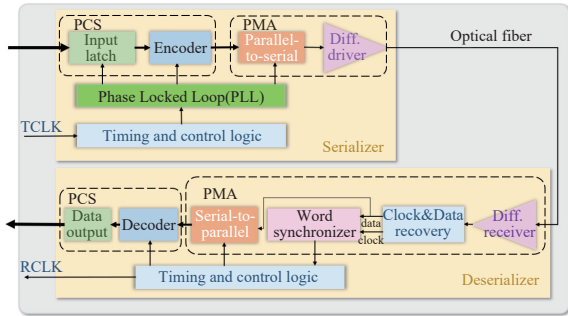 PCS
PMA
Input
latch
Encoder
Parallel-
to-serial
Diff.
driver
Optical fiber
Phase Locked Loop(PLL)
TCLK
Timing and control logic
Serializer
PCS
PMA
Data
output
Decoder
Serial-to-
parallel
Word
synchronizer
data
clock
Clock&Data
recovery
Diff.
receiver
RCLK
Timing and control logic
Deserializer